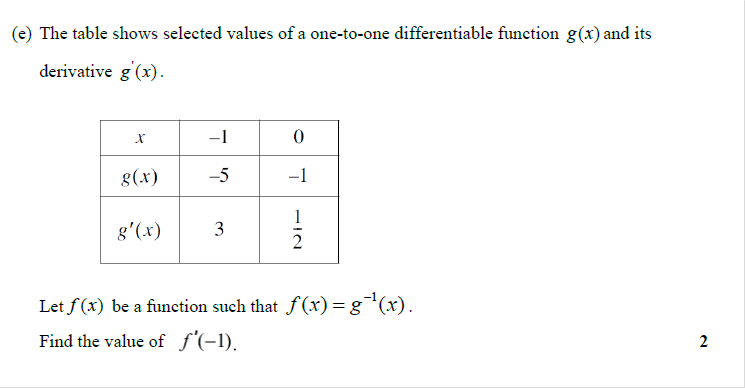 (e) The table shows selected values of a one-to-one differentiable function g(x) and its
derivative g'(x).
x −1 0
g(x) −5 −1
g′(x) 3 1/2
Let f(x) be a function such that f(x) = g⁻¹(x).
Find the value of f'(−1). 2